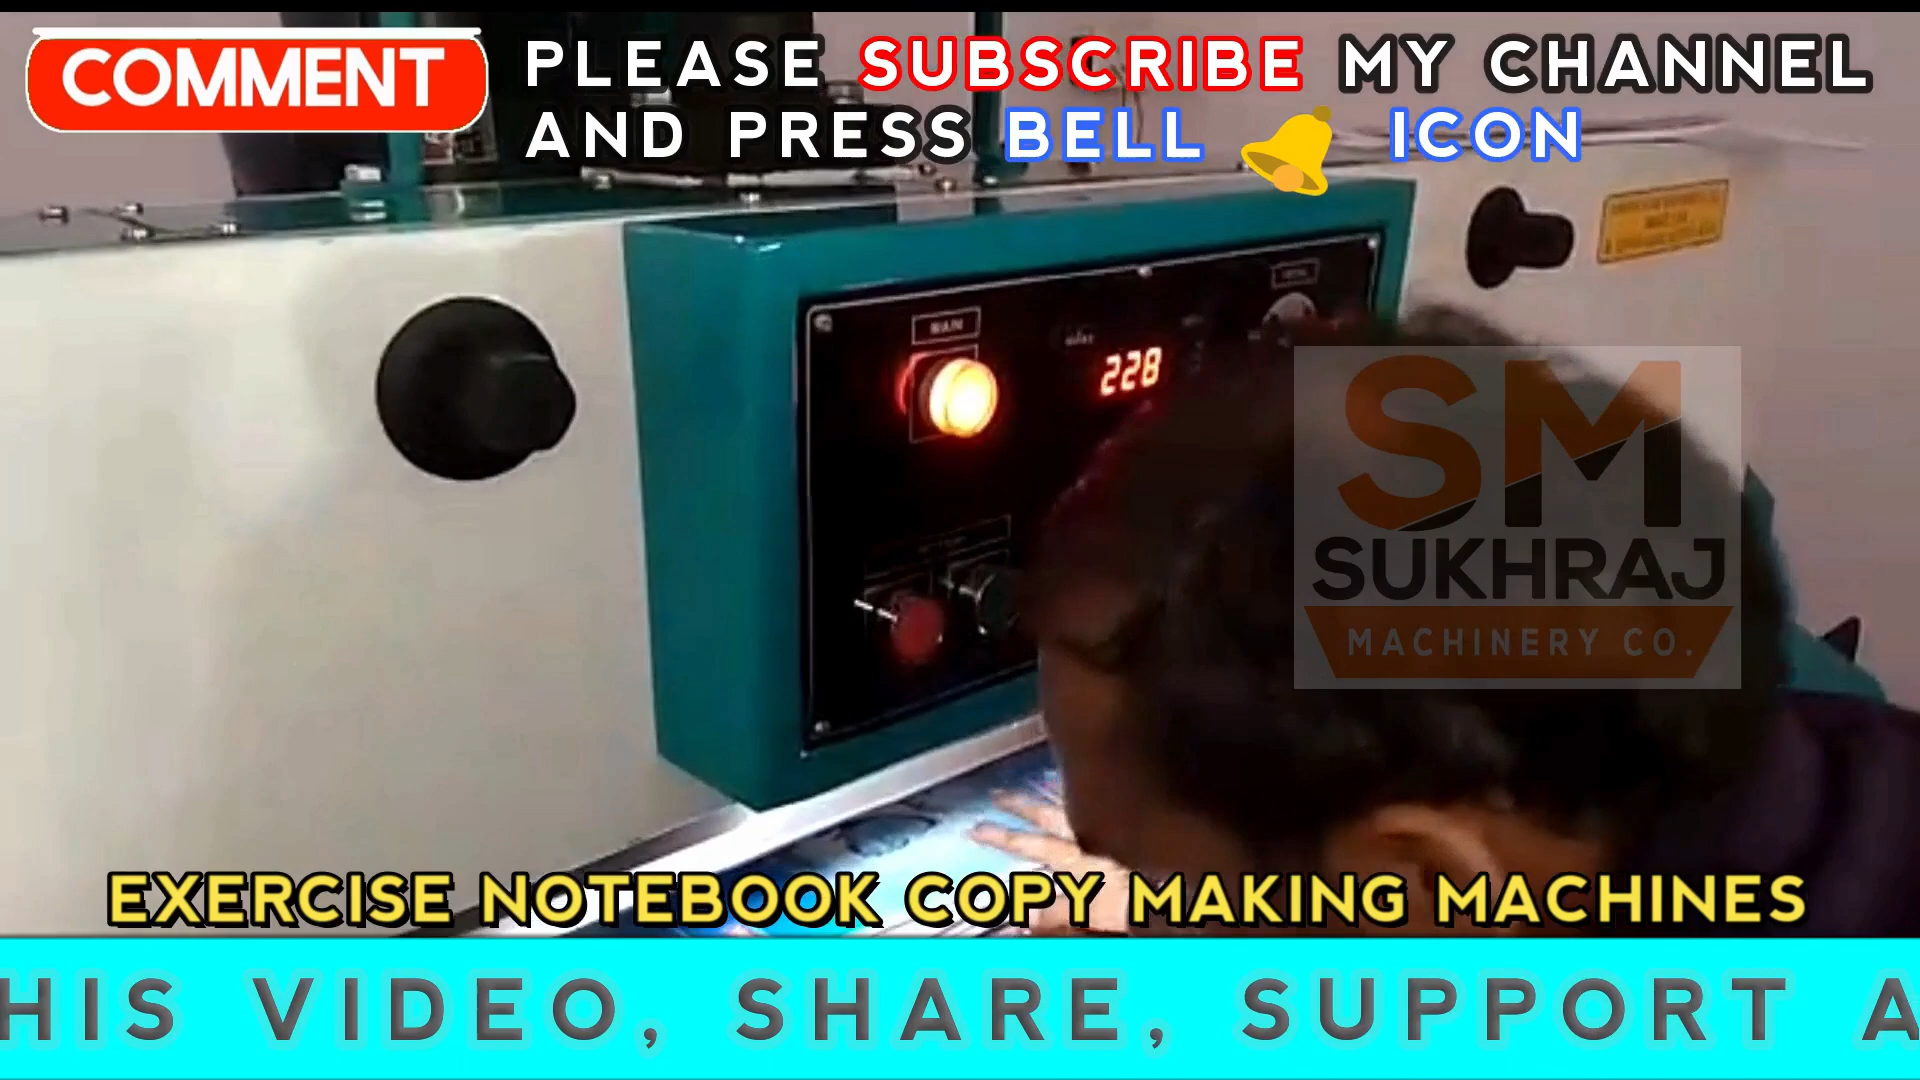 COMMENT
PLEASE SUBSCRIBE MY CHANNEL
AND PRESS BELL ICON
MAIN
228
SM
SUKHRAJ
MACHINERY CO.
EXERCISE NOTEBOOK COPY MAKING MACHINES
HIS VIDEO, SHARE, SUPPORT A